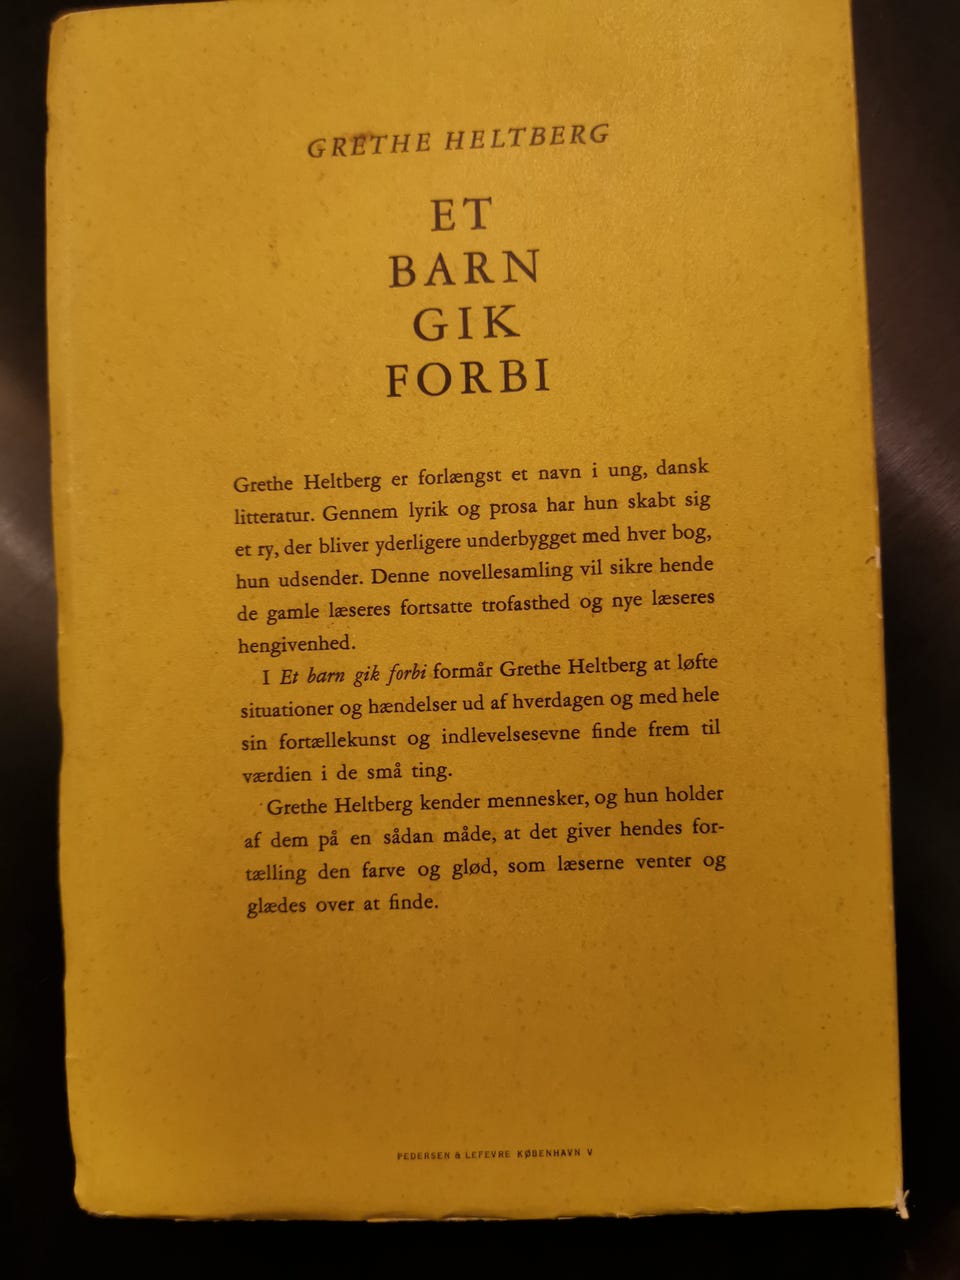 GRETHE HELTBERG
ET
BARN
GIK
FORBI
Grethe Heltberg er forlængst et navn i ung, dansk
litteratur. Gennem lyrik og prosa har hun skabt sig
et ry, der bliver yderligere underbygget med hver bog,
hun udsender. Denne novellesamling vil sikre hende
de gamle læseres fortsatte trofasthed og nye læseres
hengivenhed.
I Et barn gik forbi formår Grethe Heltberg at løfte
situationer og hændelser ud af hverdagen og med hele
sin fortællekunst og indlevelsesevne finde frem til
værdien i de små ting.
Grethe Heltberg kender mennesker, og hun holder
af dem på en sådan måde, at det giver hendes for-
tælling den farve og glød, som læserne venter og
glædes over at finde.
PEDERSEN & LEFEVRE KØBENHAVN V